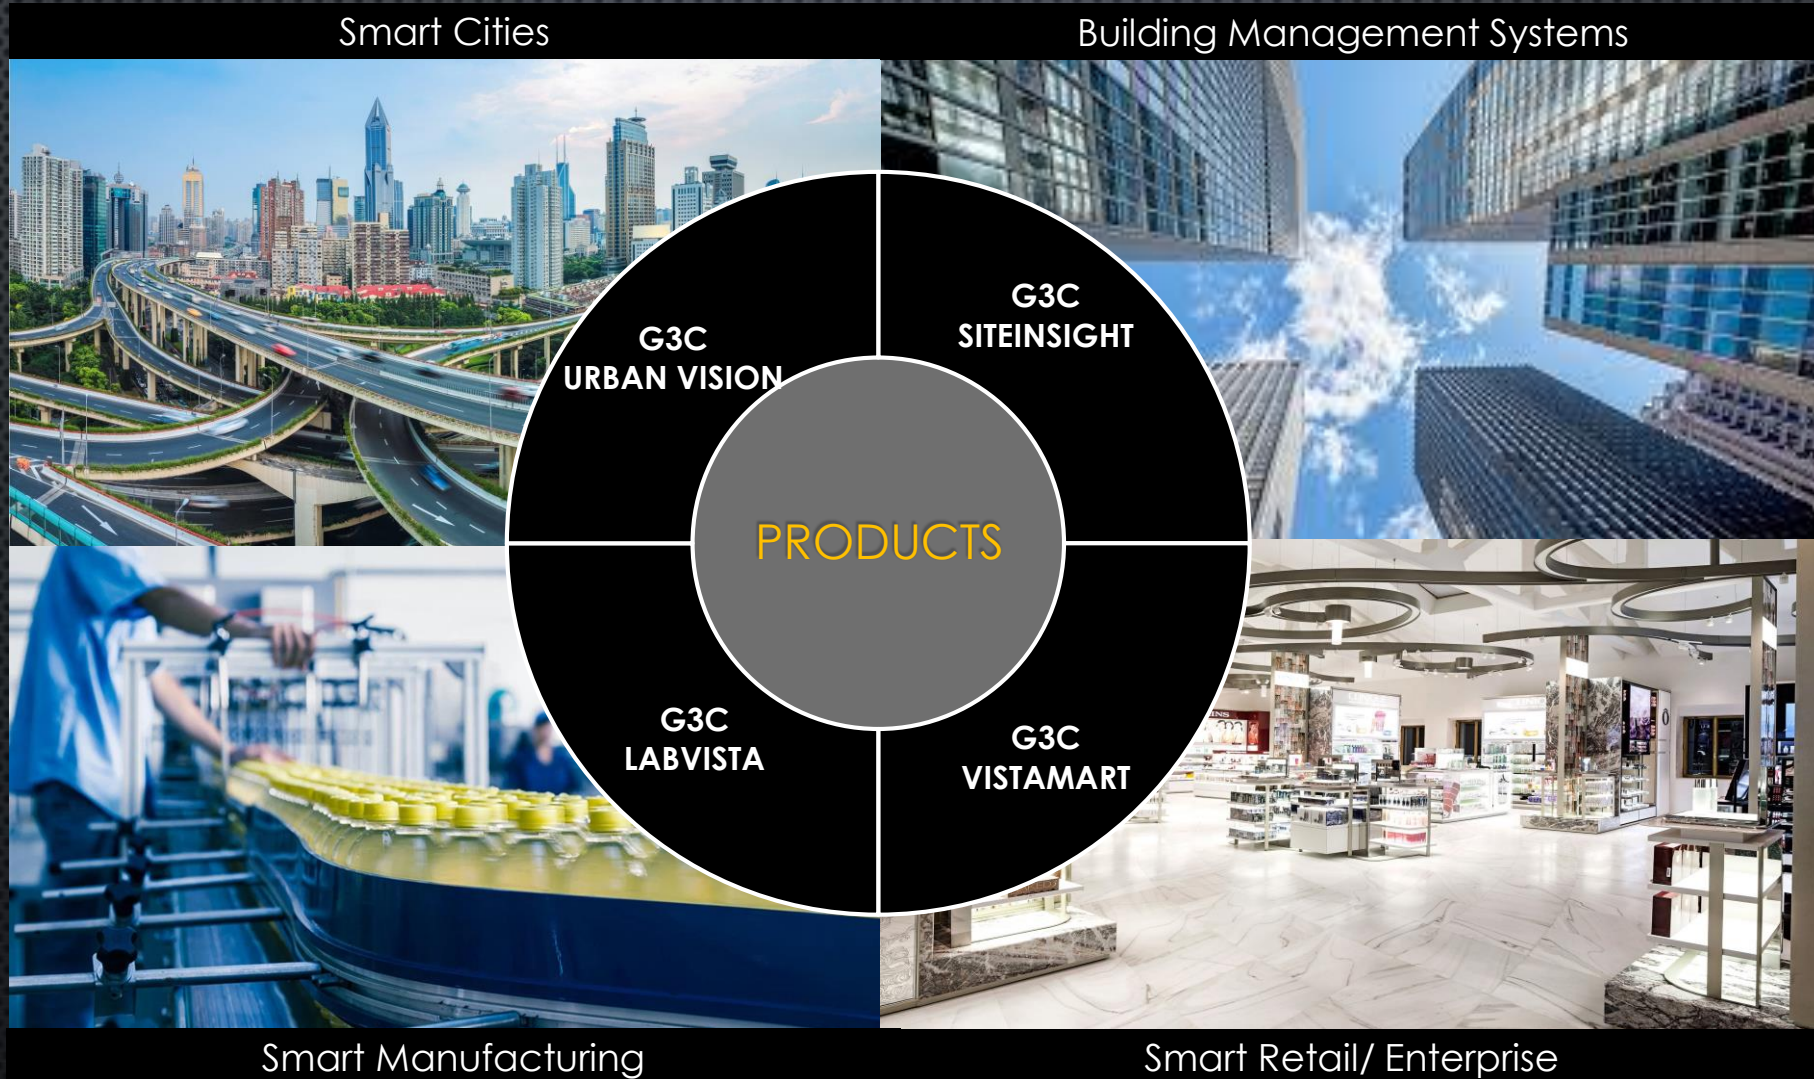 Smart Cities
Building Management Systems
G3C
URBAN VISION
G3C
SITEINSIGHT
PRODUCTS
G3C
LABVISTA
G3C
VISTAMART
Smart Manufacturing
Smart Retail/ Enterprise